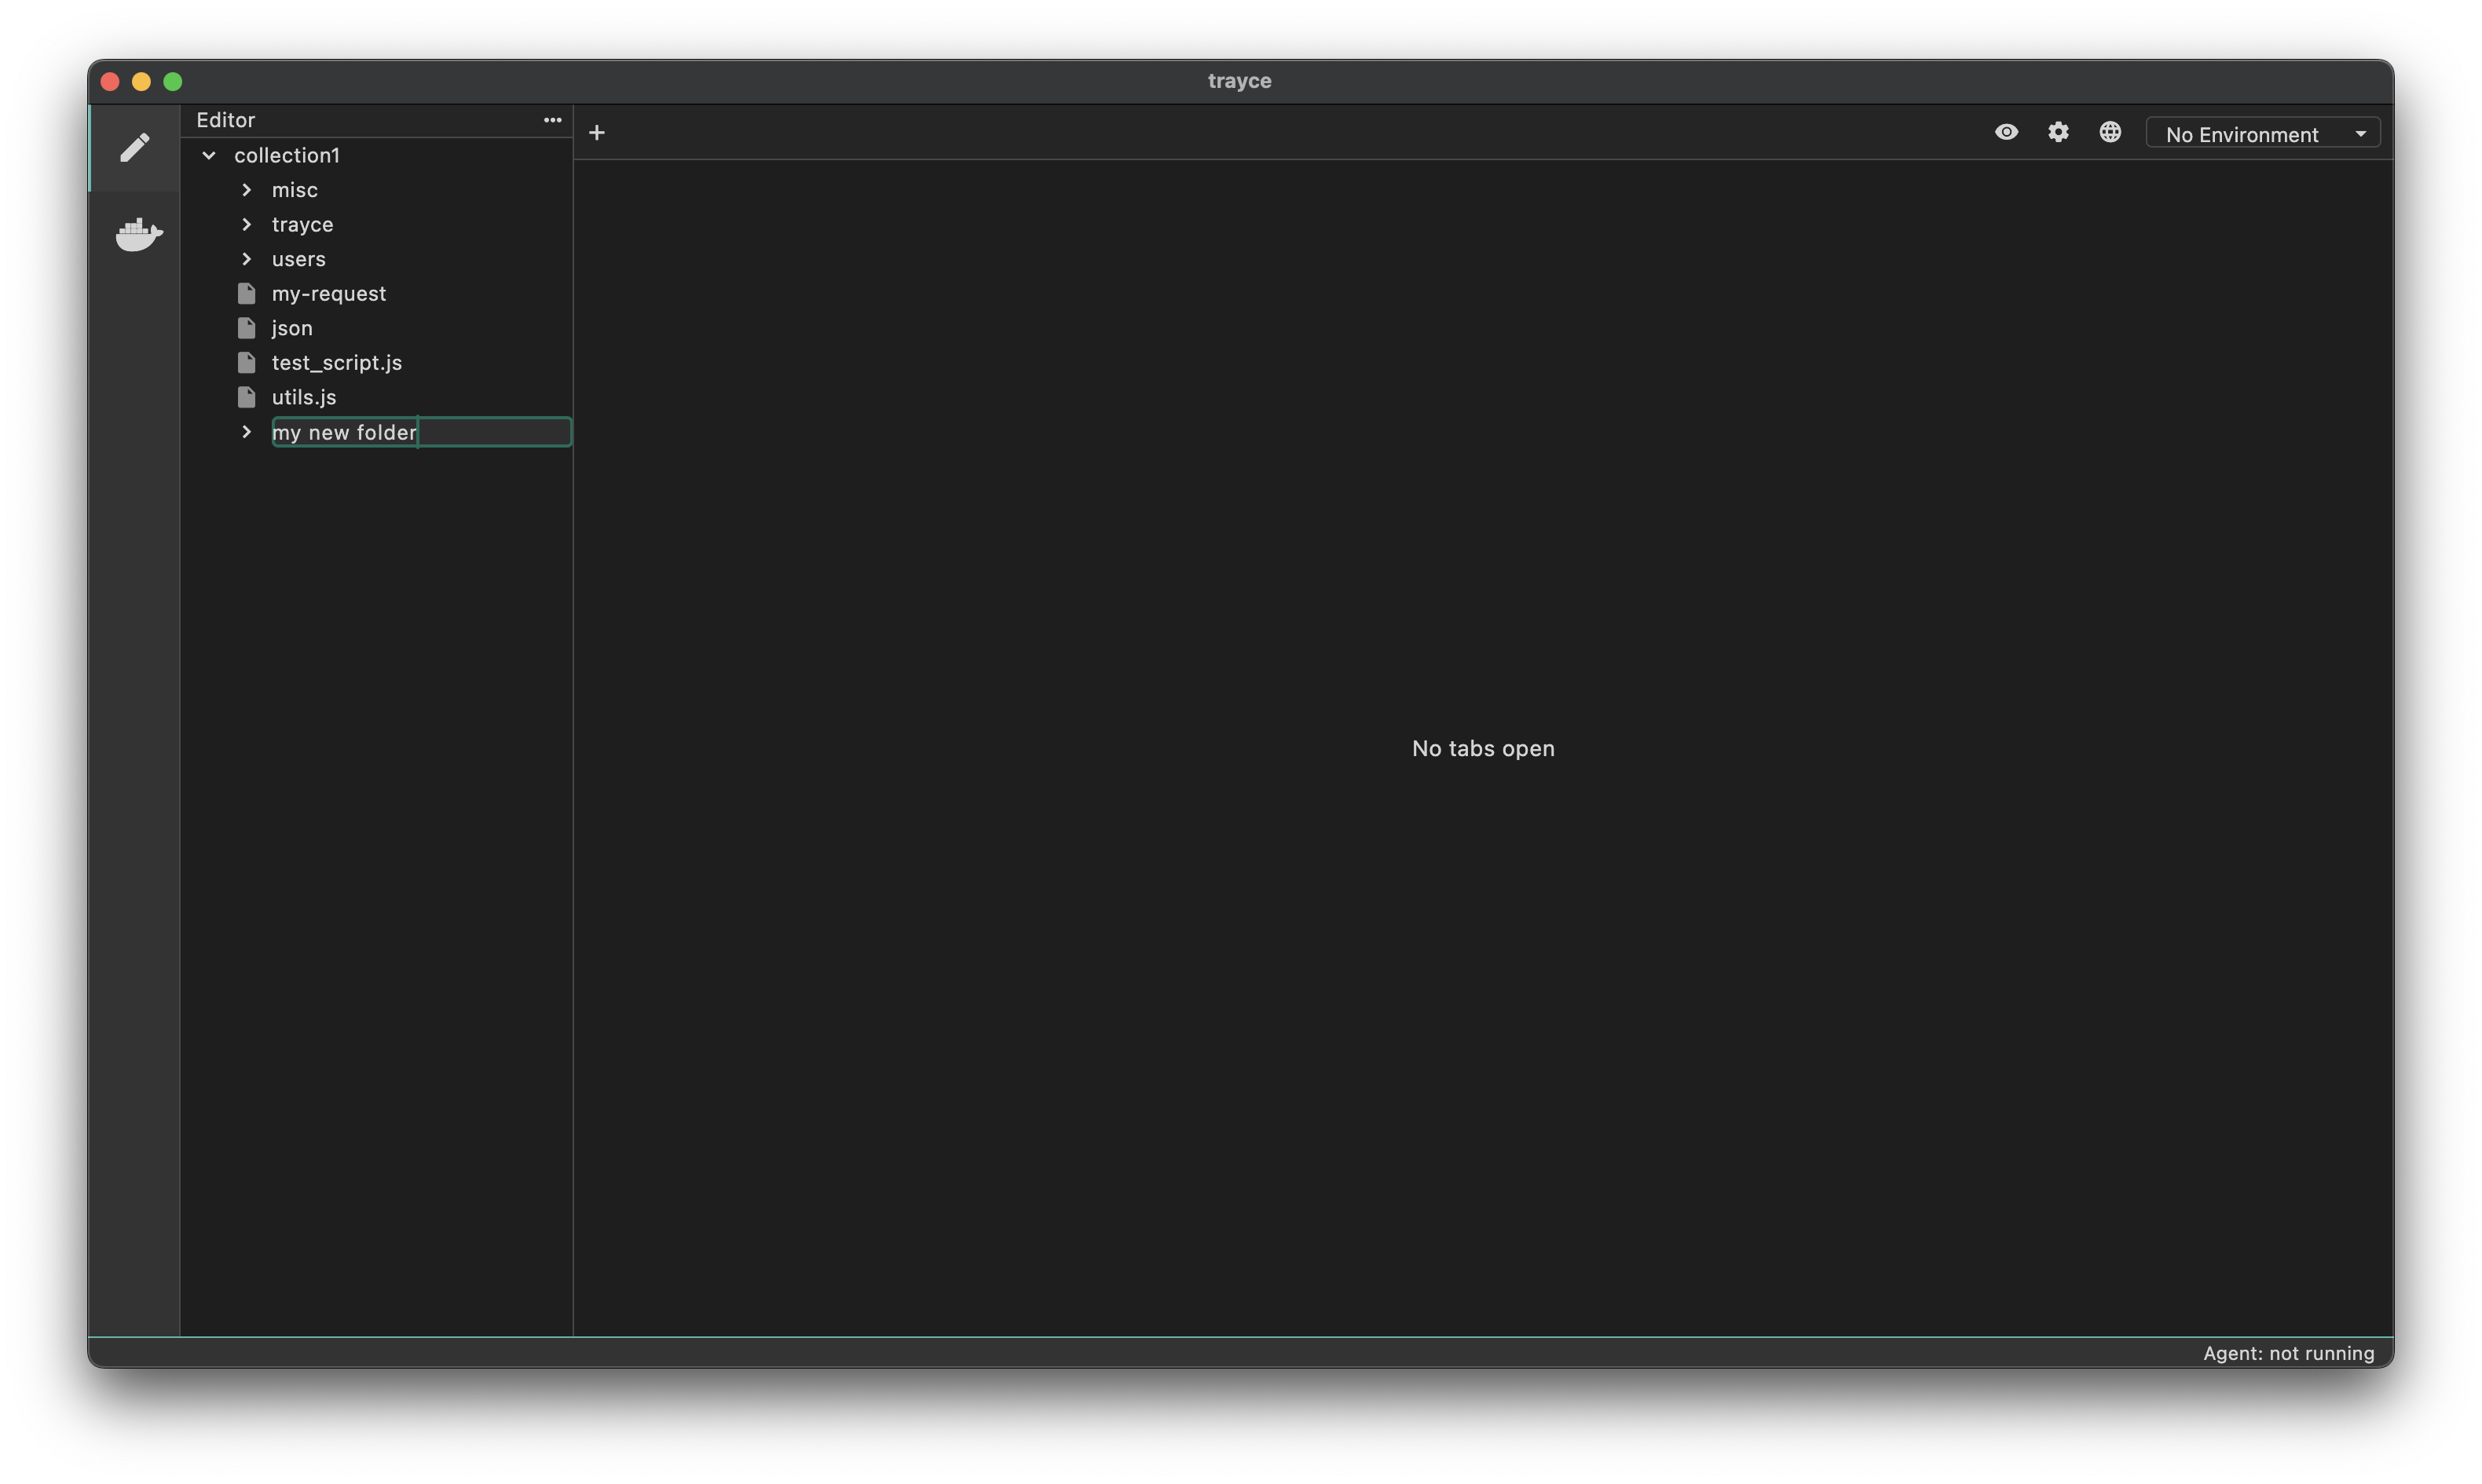 trayce
Editor
No Environment
collection1
misc
trayce
users
my-request
json
test_script.js
utils.js
my new folder
No tabs open
Agent: not running